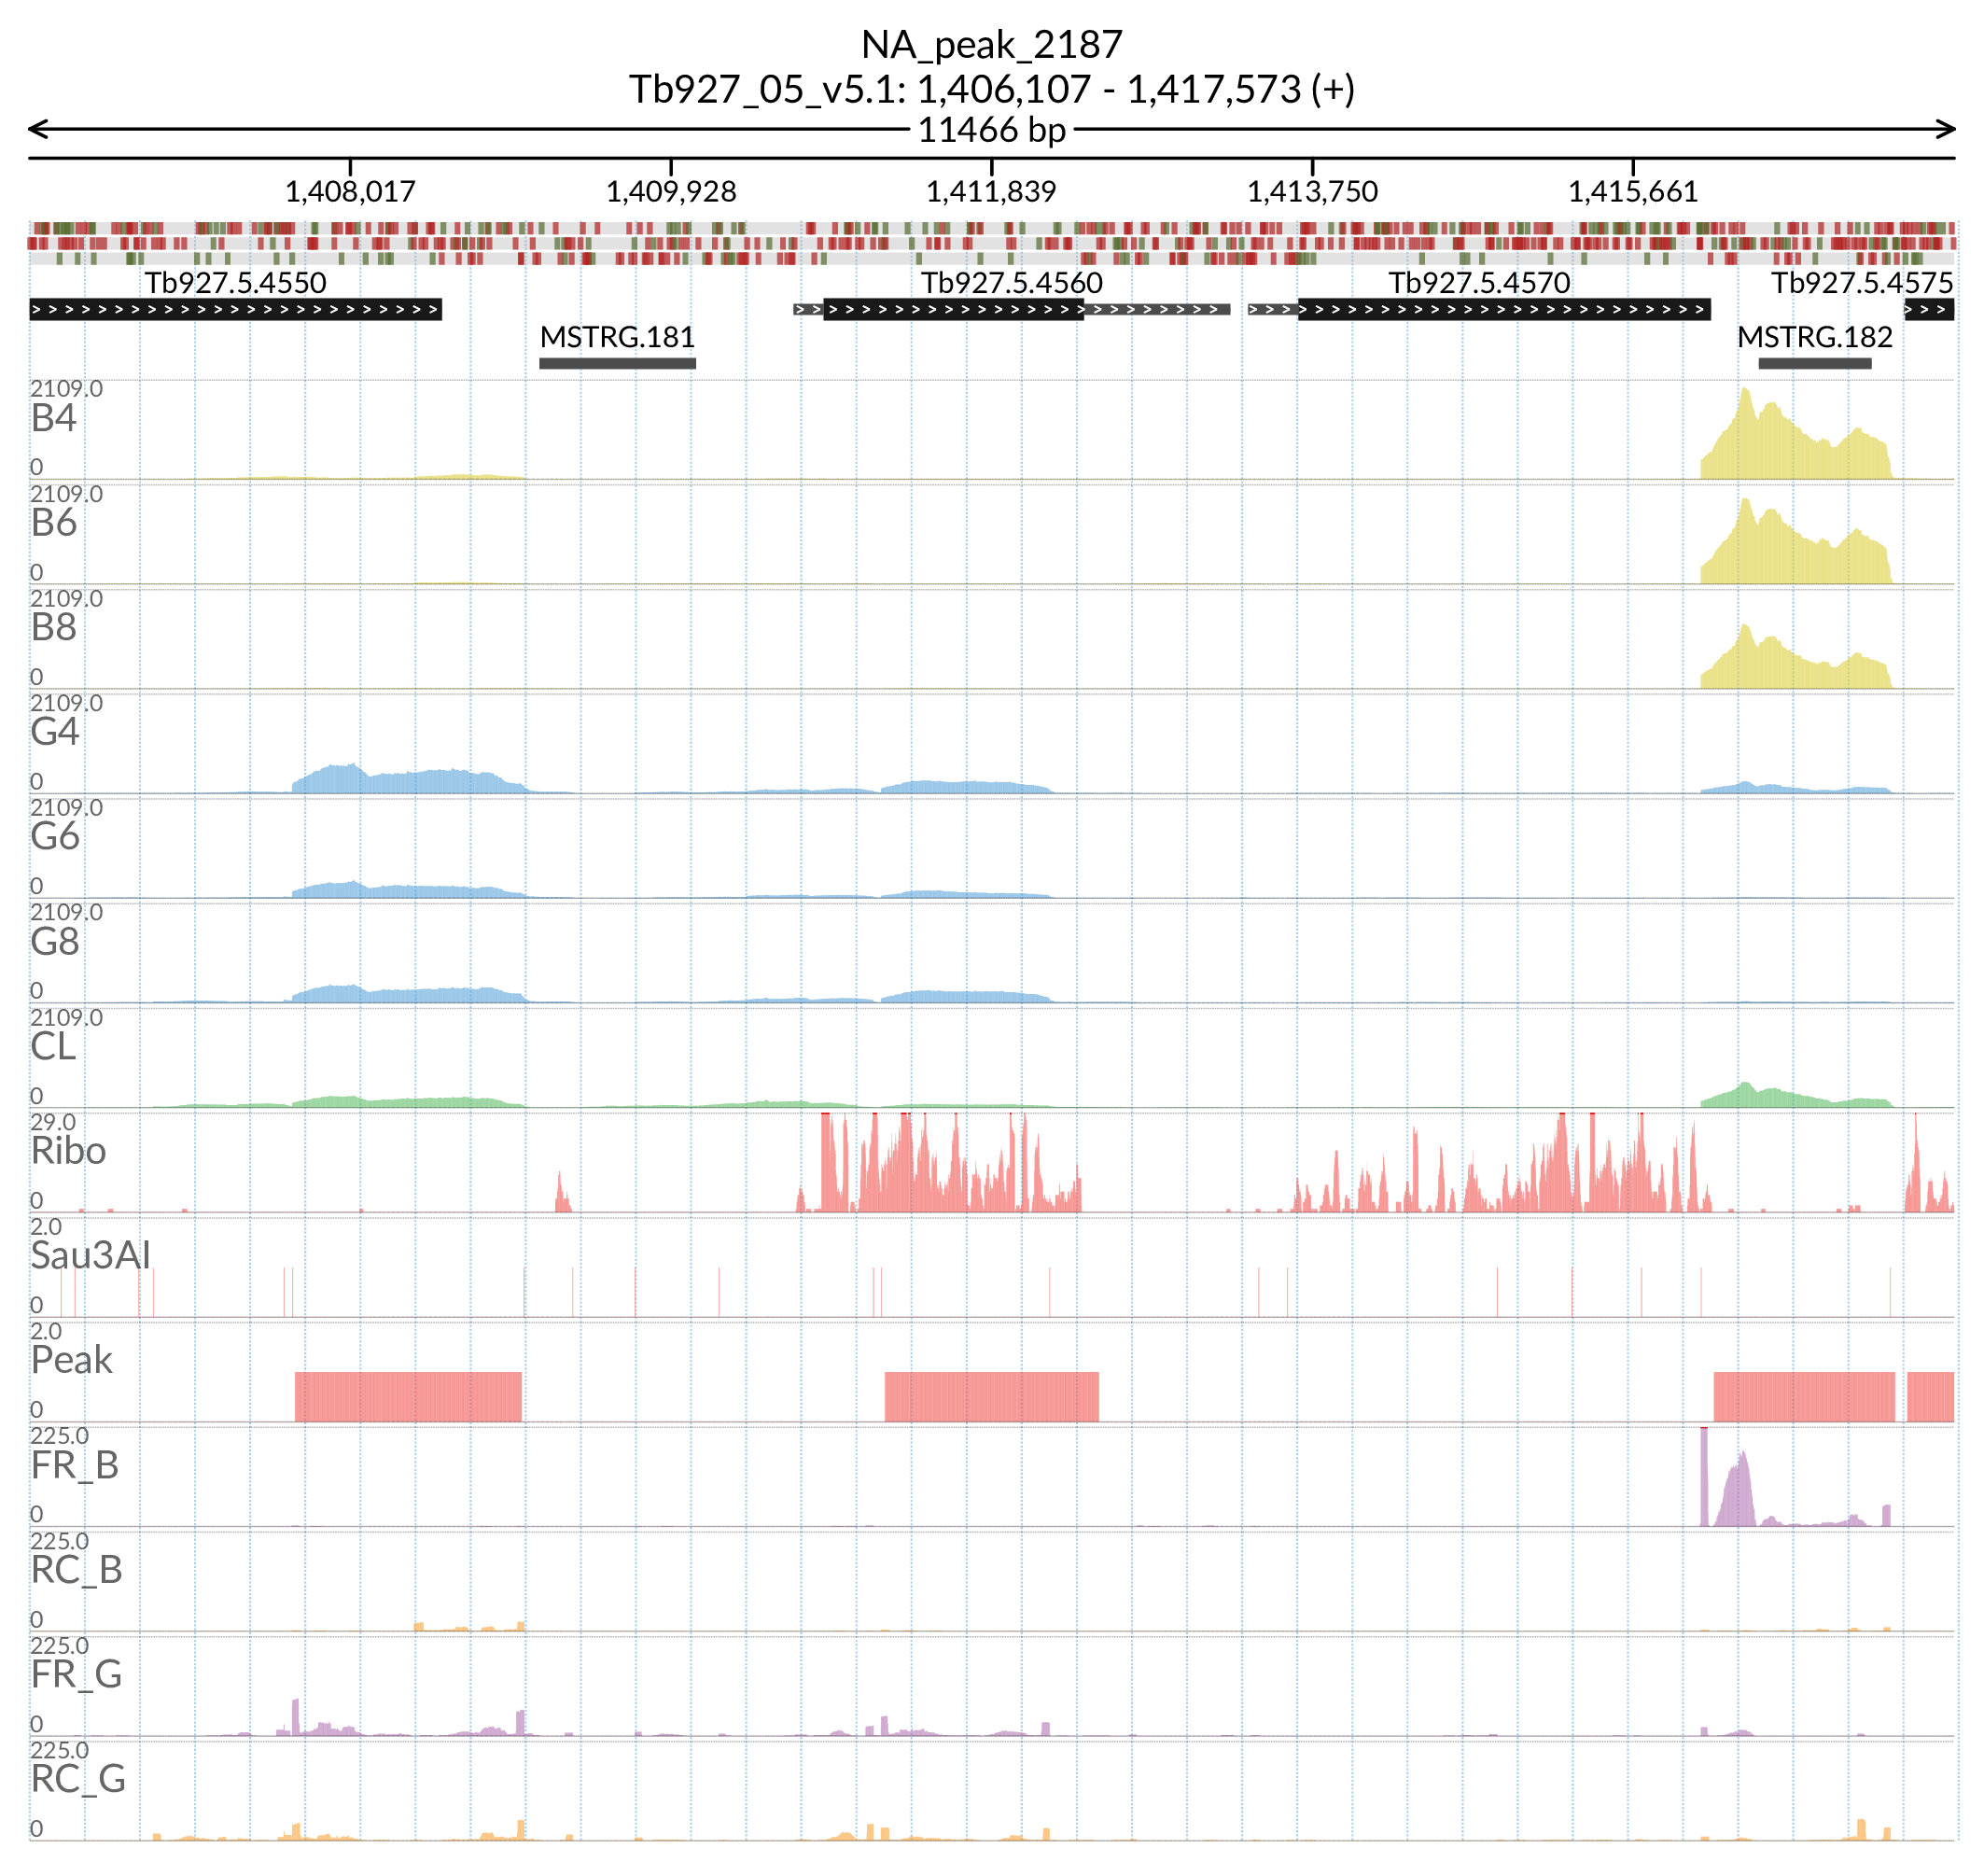 NA_peak_2187
Tb927_05_v5.1: 1,406,107 - 1,417,573 (+)
11466 bp
1,408,017 1,409,928 1,411,839 1,413,750 1,415,661
Tb927.5.4550 Tb927.5.4560 Tb927.5.4570 Tb927.5.4575
MSTRG.181 MSTRG.182
2109.0
B4
0
2109.0
B6
0
2109.0
B8
0
2109.0
G4
0
2109.0
G6
0
2109.0
G8
0
2109.0
CL
0
29.0
Ribo
0
2.0
Sau3AI
0
2.0
Peak
0
225.0
FR_B
0
225.0
RC_B
0
225.0
FR_G
0
225.0
RC_G
0